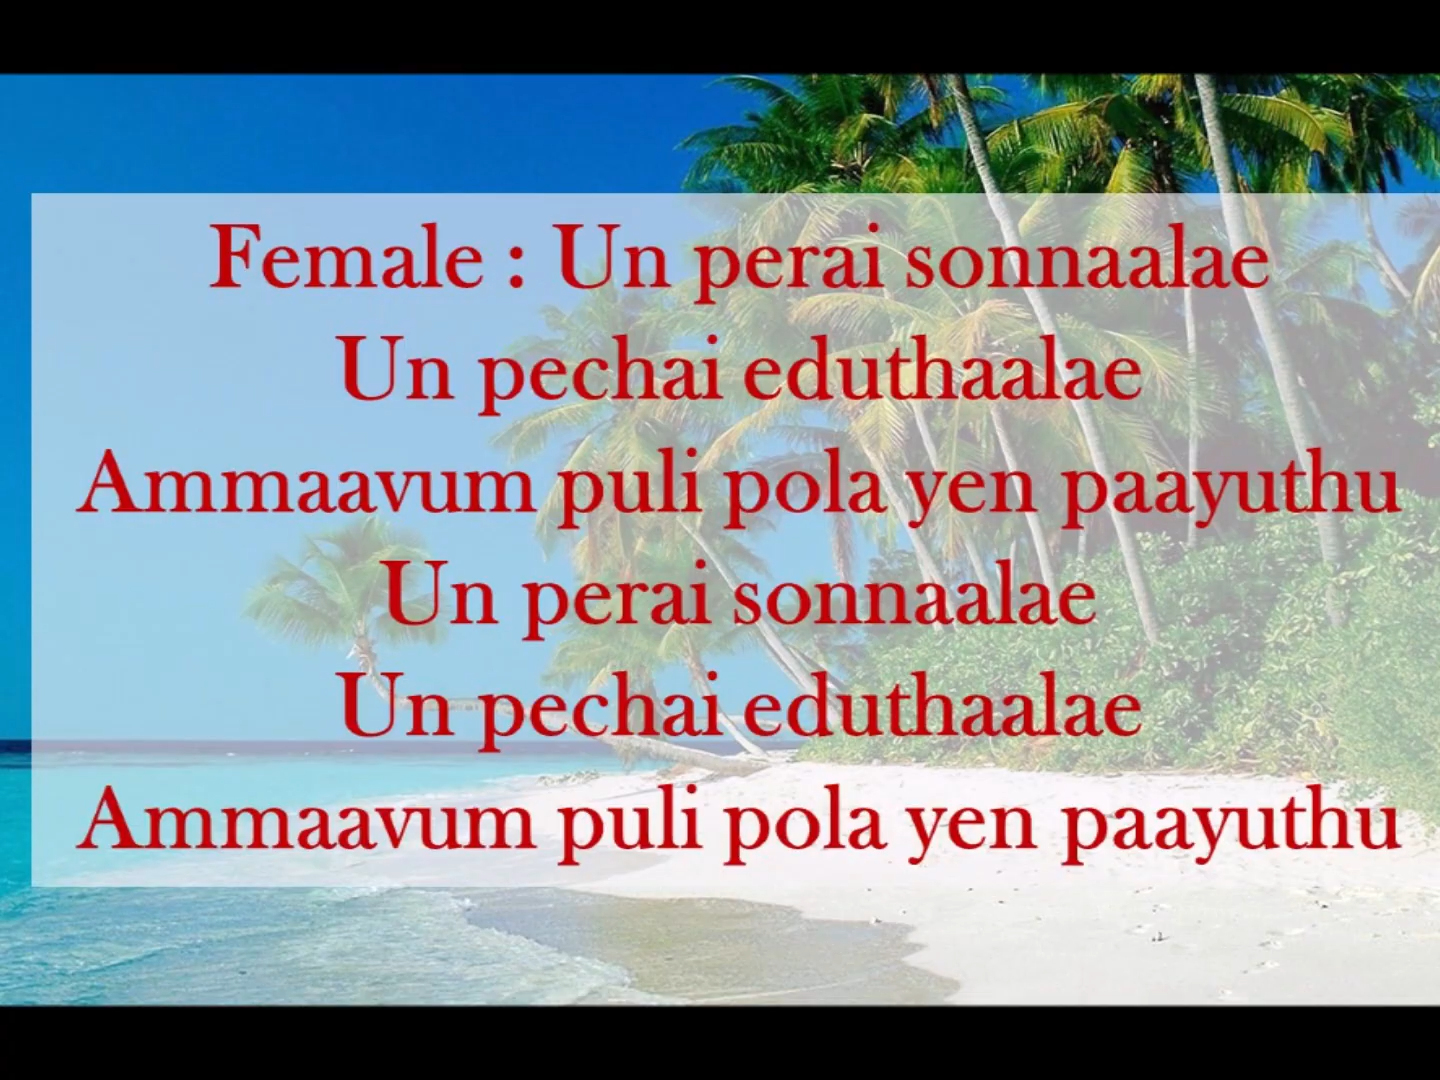 Female : Un perai sonnaalae
Un pechai eduthaalae
Ammaavum puli pola yen paayuthu
Un perai sonnaalae
Un pechai eduthaalae
Ammaavum puli pola yen paayuthu